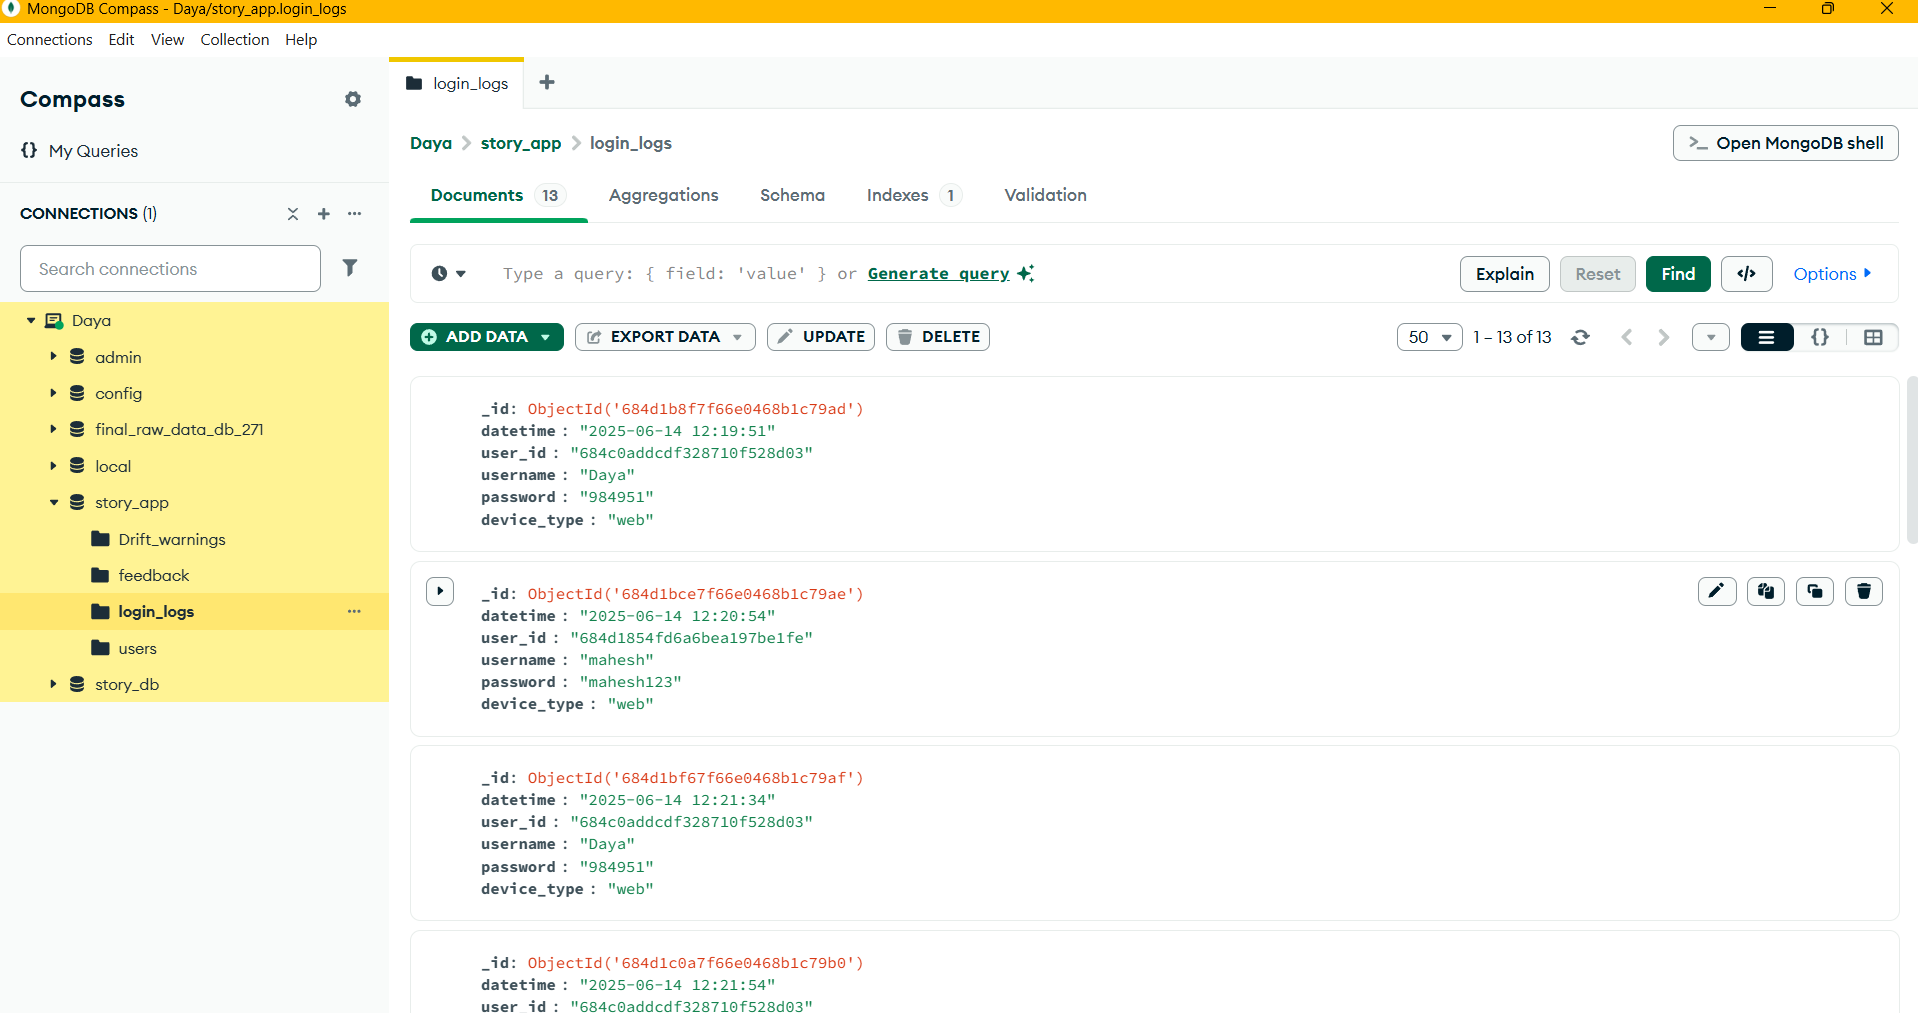 MongoDB Compass - Daya/story_app.login_logs
Connections Edit View Collection Help
Compass
{} My Queries
CONNECTIONS (1)
Search connections
Daya
admin
config
final_raw_data_db_271
local
story_app
Drift_warnings
feedback
login_logs
users
story_db
login_logs
Daya > story_app > login_logs
>_ Open MongoDB shell
Documents 13 Aggregations Schema Indexes 1 Validation
Type a query: { field: 'value' } or Generate query
Explain Reset Find </> Options
ADD DATA EXPORT DATA UPDATE DELETE
50 1 – 13 of 13 {}
_id: ObjectId('684d1b8f7f66e0468b1c79ad')
datetime : "2025-06-14 12:19:51"
user_id : "684c0addcdf328710f528d03"
username : "Daya"
password : "984951"
device_type : "web"
_id: ObjectId('684d1bce7f66e0468b1c79ae')
datetime : "2025-06-14 12:20:54"
user_id : "684d1854fd6a6bea197be1fe"
username : "mahesh"
password : "mahesh123"
device_type : "web"
_id: ObjectId('684d1bf67f66e0468b1c79af')
datetime : "2025-06-14 12:21:34"
user_id : "684c0addcdf328710f528d03"
username : "Daya"
password : "984951"
device_type : "web"
_id: ObjectId('684d1c0a7f66e0468b1c79b0')
datetime : "2025-06-14 12:21:54"
user_id : "684c0addcdf328710f528d03"